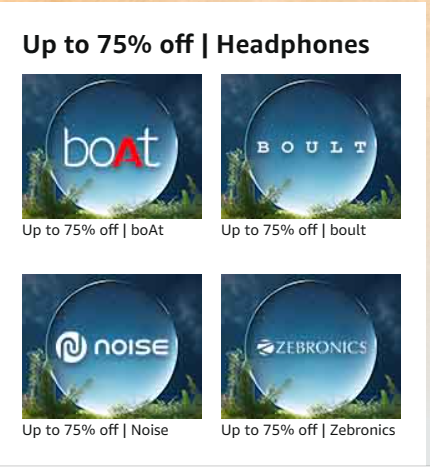 Up to 75% off | Headphones
boAt
BOULT
Up to 75% off | boAt
Up to 75% off | boult
noise
ZEBRONICS
Up to 75% off | Noise
Up to 75% off | Zebronics